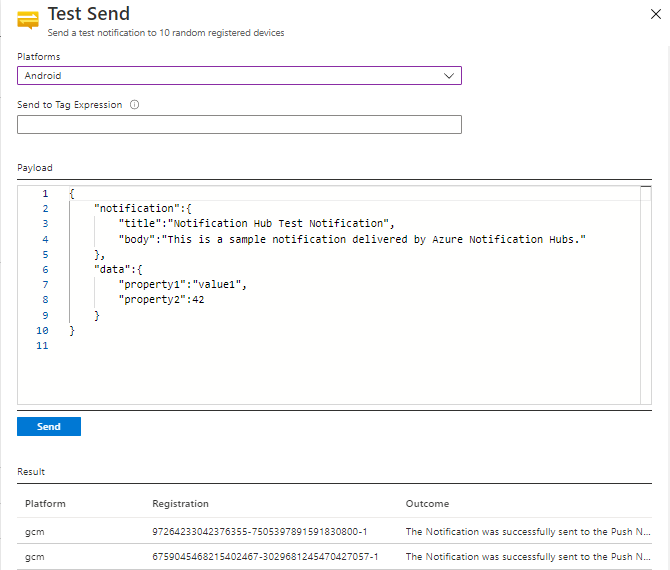 Test Send
Send a test notification to 10 random registered devices
Platforms
Android
Send to Tag Expression
Payload
1 {
2 "notification":{
3 "title":"Notification Hub Test Notification",
4 "body":"This is a sample notification delivered by Azure Notification Hubs."
5 },
6 "data":{
7 "property1":"value1",
8 "property2":42
9 }
10 }
11
Send
Result
Platform Registration Outcome
gcm 97264233042376355-7505397891591830800-1 The Notification was successfully sent to the Push N...
gcm 6759045468215402467-3029681245470427057-1 The Notification was successfully sent to the Push N...